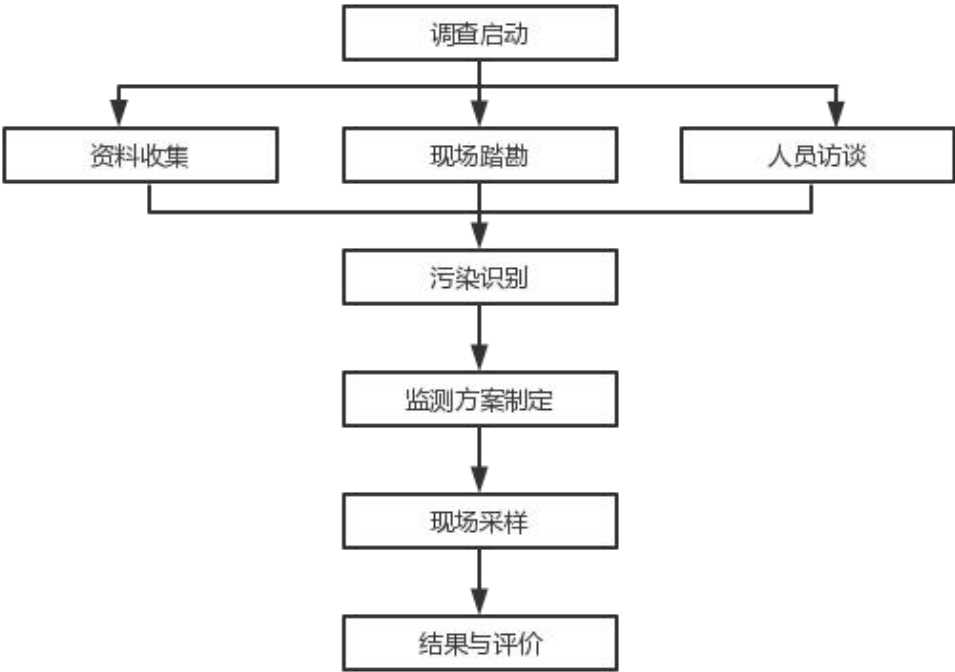 调查启动
资料收集
现场踏勘
人员访谈
污染识别
监测方案制定
现场采样
结果与评价